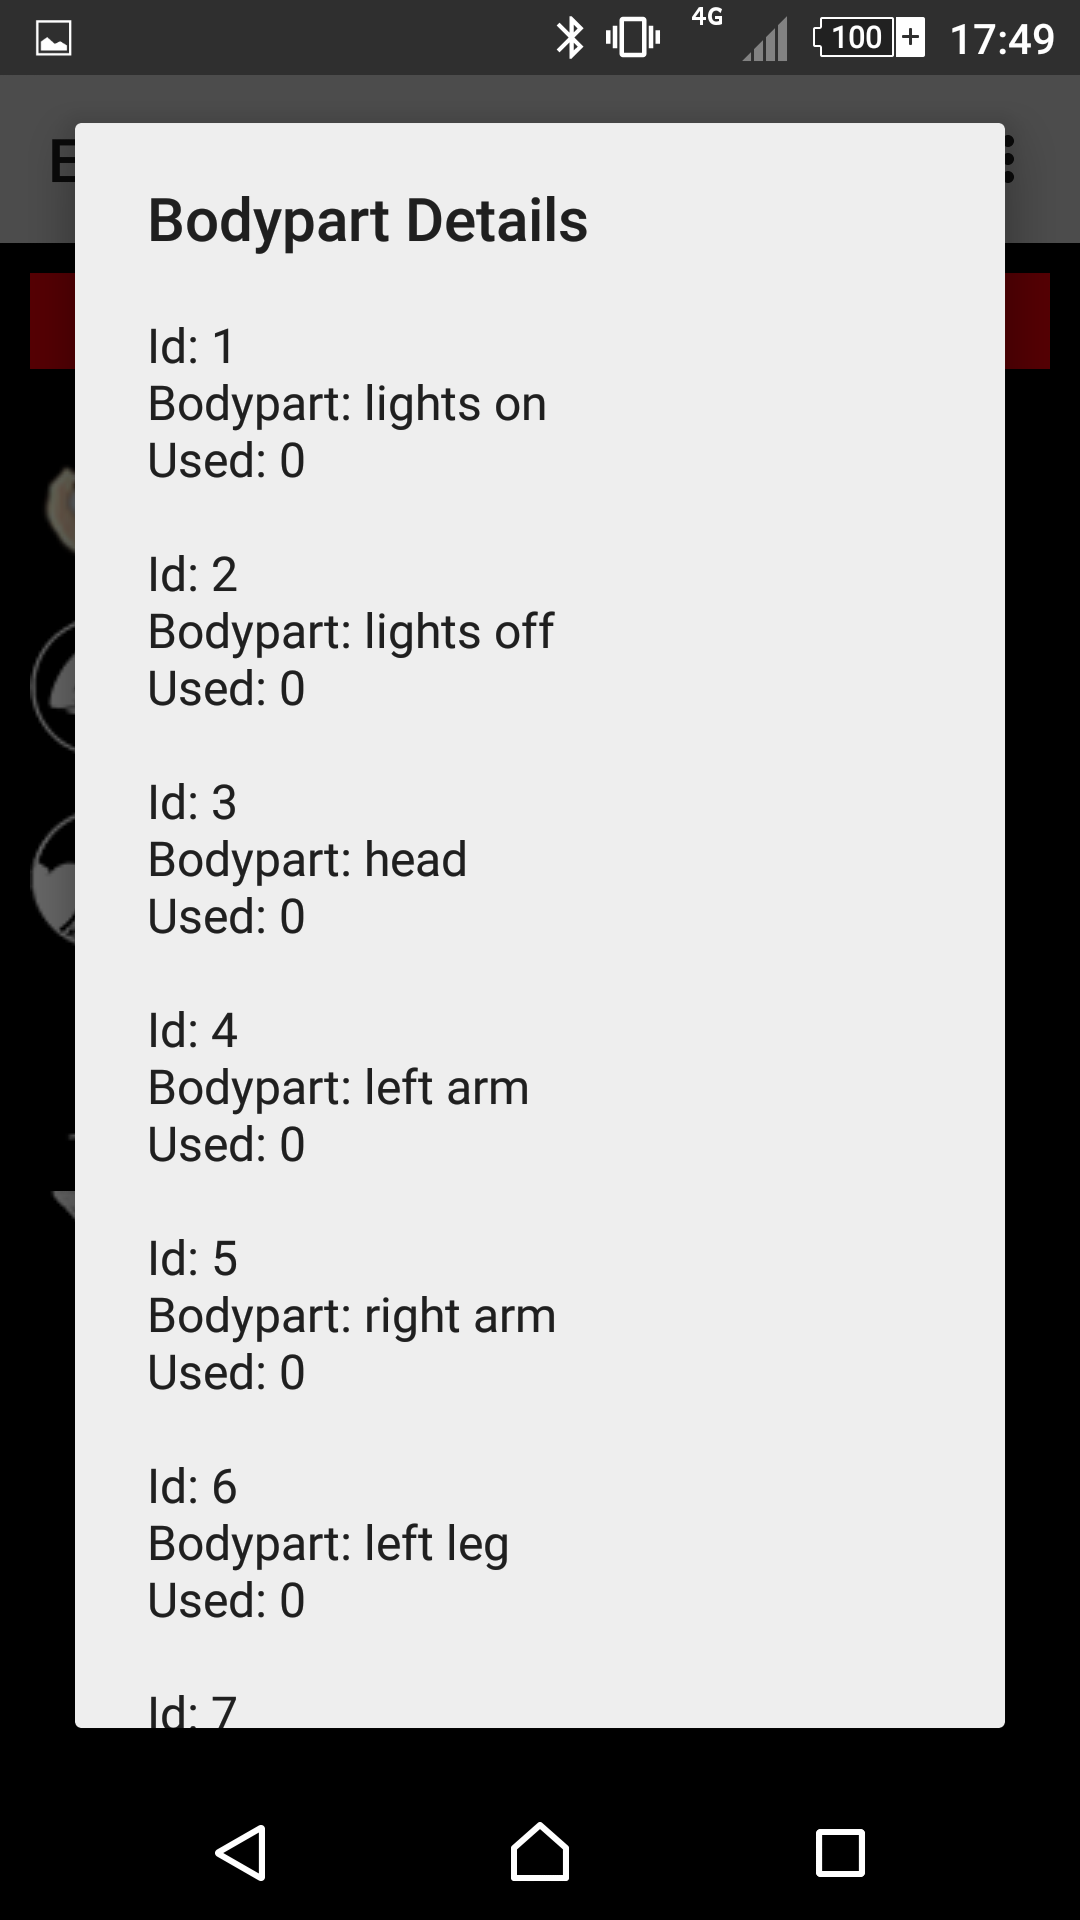 4G
100
17:49
E
Bodypart Details
Id: 1
Bodypart: lights on
Used: 0
Id: 2
Bodypart: lights off
Used: 0
Id: 3
Bodypart: head
Used: 0
Id: 4
Bodypart: left arm
Used: 0
Id: 5
Bodypart: right arm
Used: 0
Id: 6
Bodypart: left leg
Used: 0
Id: 7